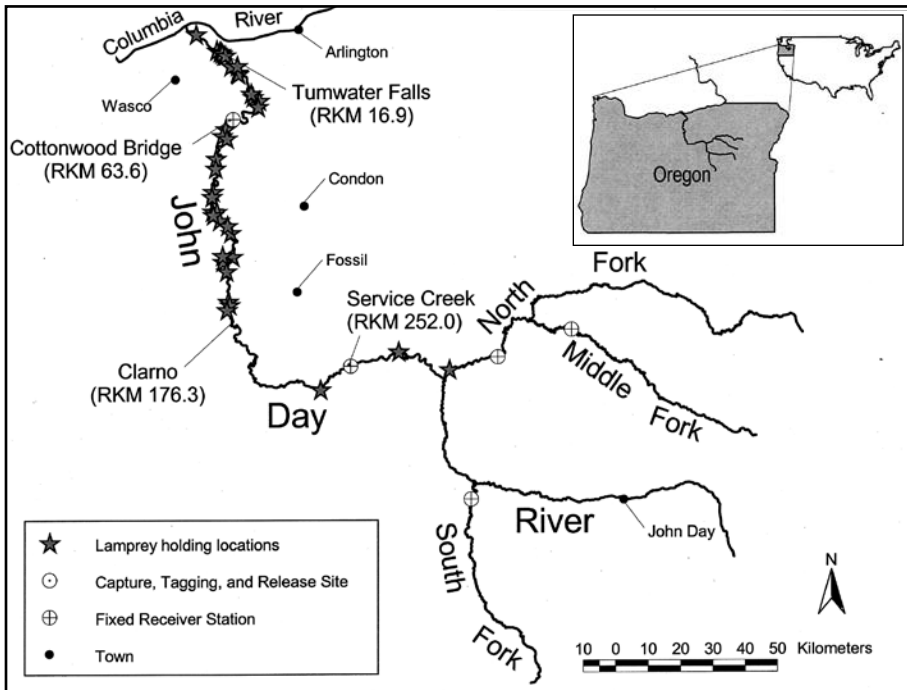 Columbia
River
Arlington
Wasco
Tumwater Falls
(RKM 16.9)
Cottonwood Bridge
(RKM 63.6)
Condon
John
Fossil
Oregon
Service Creek
(RKM 252.0)
North
Fork
Clarno
(RKM 176.3)
Middle
Fork
Day
River
John Day
South
Fork
Lamprey holding locations
Capture, Tagging, and Release Site
Fixed Receiver Station
Town
N
10 0 10 20 30 40 50 Kilometers